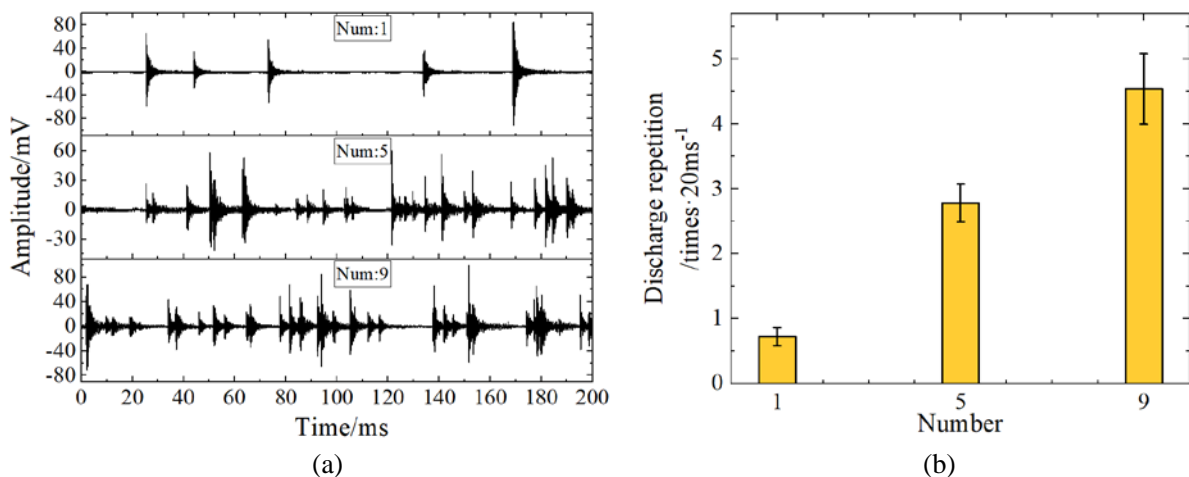 Num:1
80
40
0
-40
-80
Num:5
60
30
0
-30
Num:9
80
40
0
-40
-80
Amplitude/mV
0 20 40 60 80 100 120 140 160 180 200
Time/ms
(a)
Discharge repetition
/times·20ms⁻¹
5
4
3
2
1
0
1 5 9
Number
(b)